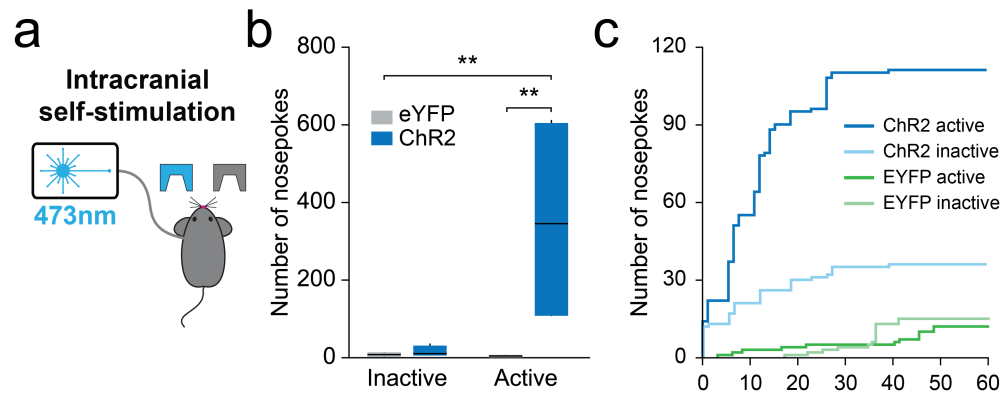 a
Intracranial
self-stimulation
473nm
b
Number of nosepokes
800
600
400
200
0
**
**
eYFP
ChR2
Inactive
Active
c
Number of nosepokes
120
90
60
30
0
ChR2 active
ChR2 inactive
EYFP active
EYFP inactive
0 10 20 30 40 50 60